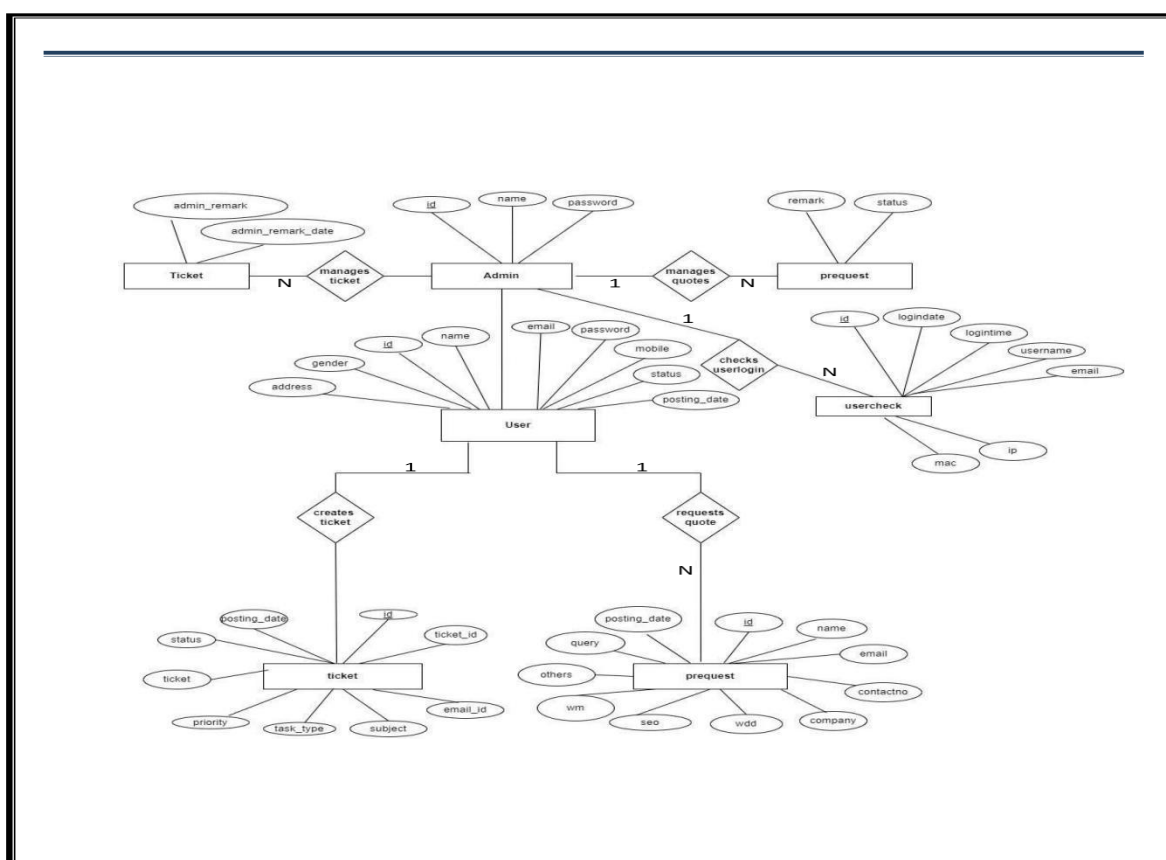 admin_remark
admin_remark_date
id
name
password
remark
status
Ticket
N
manages
ticket
Admin
1
manages
quotes
N
prequest
1
checks
userlogin
N
id
logindate
logintime
username
email
usercheck
mac
ip
address
gender
id
name
email
password
mobile
status
posting_date
User
1
1
creates
ticket
requests
quote
N
posting_date
id
status
ticket_id
ticket
ticket
email_id
priority
task_type
subject
posting_date
id
name
query
email
others
prequest
contactno
wm
seo
wdd
company